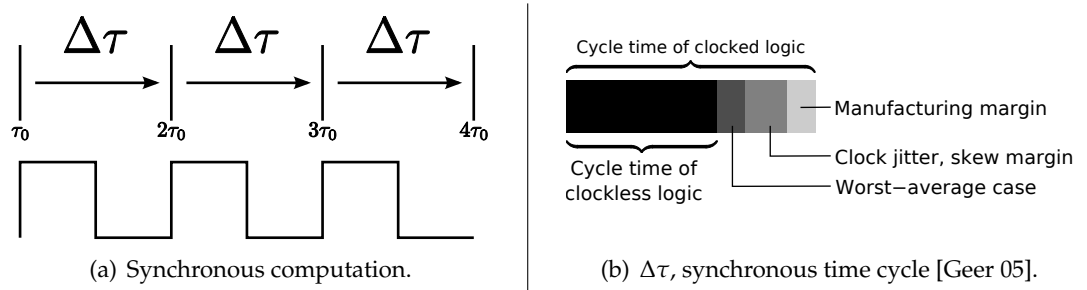 Δτ Δτ Δτ
τ₀ 2τ₀ 3τ₀ 4τ₀
(a) Synchronous computation.
Cycle time of clocked logic
Manufacturing margin
Clock jitter, skew margin
Worst−average case
Cycle time of
clockless logic
(b) Δτ, synchronous time cycle [Geer 05].